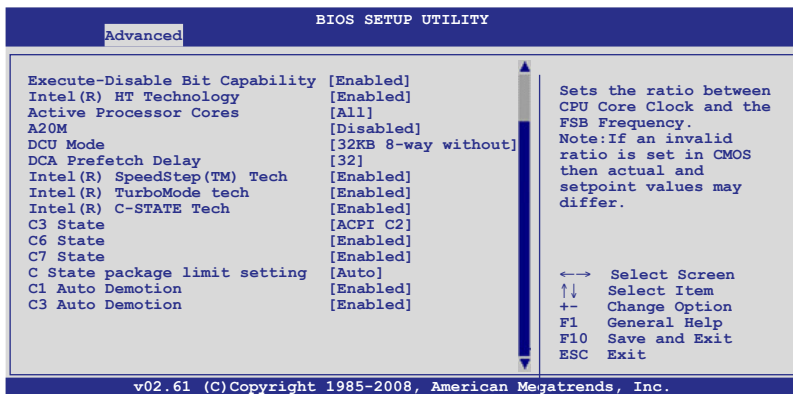 BIOS SETUP UTILITY
Advanced
Execute-Disable Bit Capability [Enabled]
Intel(R) HT Technology [Enabled]
Active Processor Cores [All]
A20M [Disabled]
DCU Mode [32KB 8-way without]
DCA Prefetch Delay [32]
Intel(R) SpeedStep(TM) Tech [Enabled]
Intel(R) TurboMode tech [Enabled]
Intel(R) C-STATE Tech [Enabled]
C3 State [ACPI C2]
C6 State [Enabled]
C7 State [Enabled]
C State package limit setting [Auto]
C1 Auto Demotion [Enabled]
C3 Auto Demotion [Enabled]
Sets the ratio between
CPU Core Clock and the
FSB Frequency.
Note:If an invalid
ratio is set in CMOS
then actual and
setpoint values may
differ.
←→ Select Screen
↑↓ Select Item
+- Change Option
F1 General Help
F10 Save and Exit
ESC Exit
v02.61 (C)Copyright 1985-2008, American Megatrends, Inc.